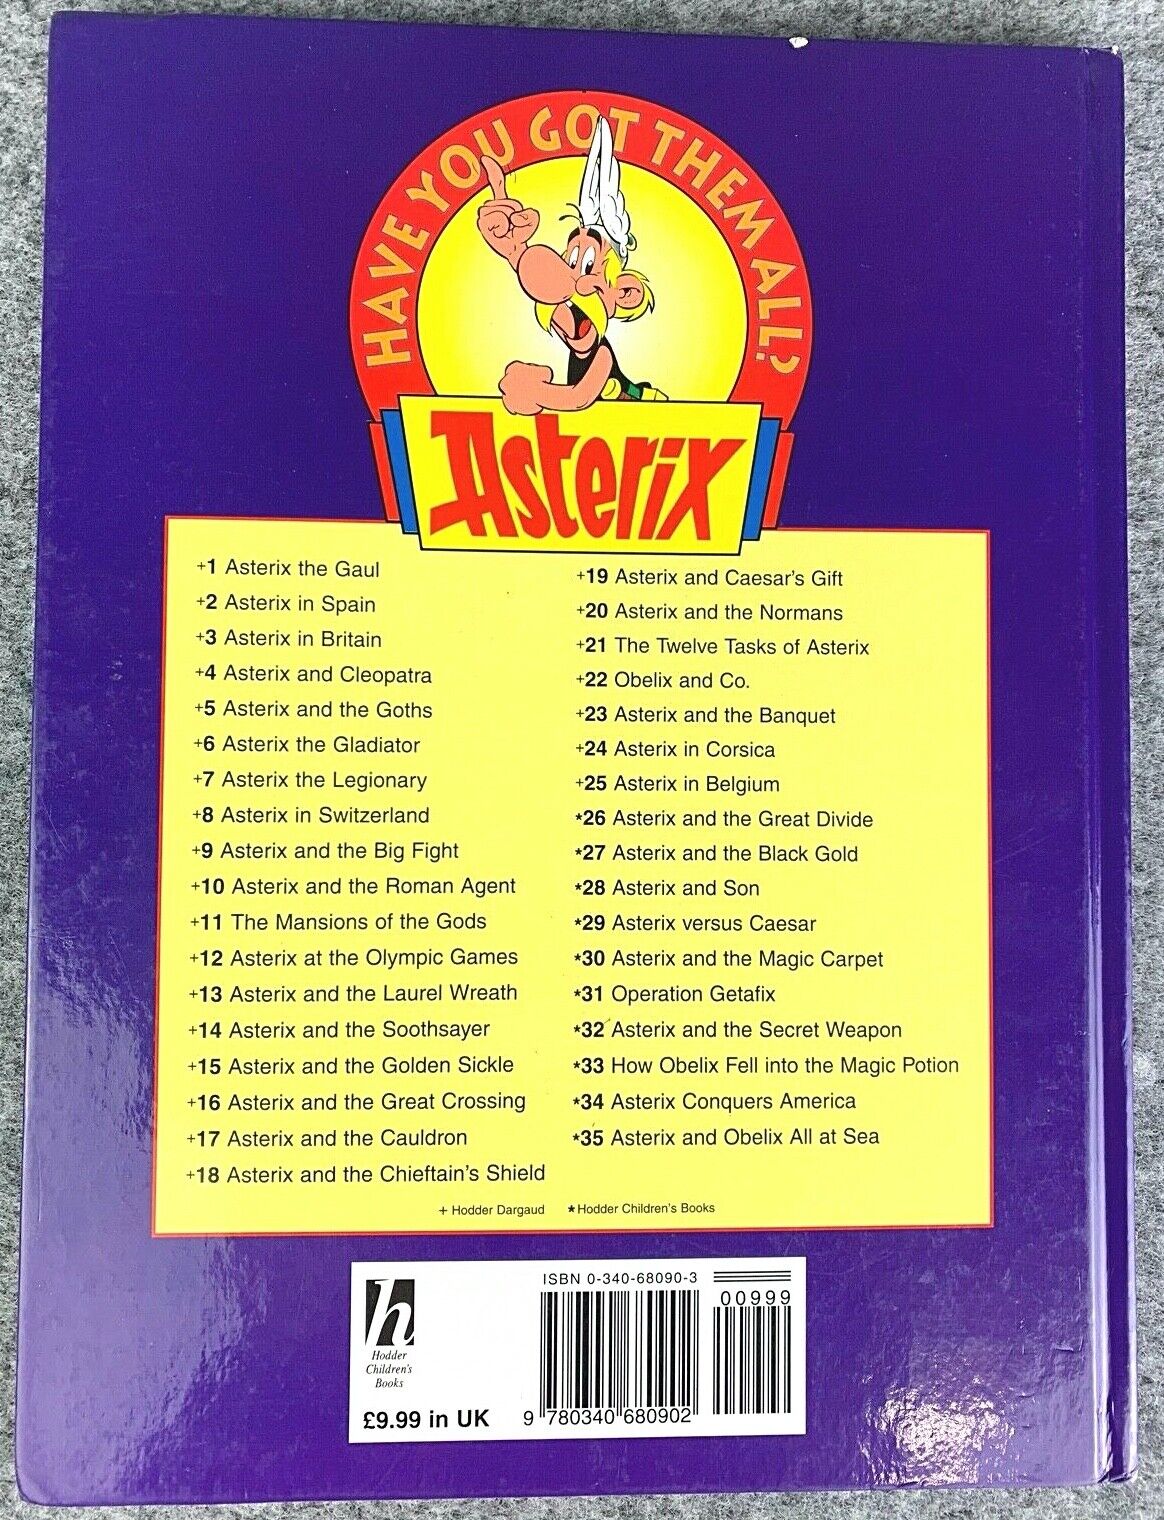 HAVE YOU GOT THEM ALL?
Asterix
+1 Asterix the Gaul
+2 Asterix in Spain
+3 Asterix in Britain
+4 Asterix and Cleopatra
+5 Asterix and the Goths
+6 Asterix the Gladiator
+7 Asterix the Legionary
+8 Asterix in Switzerland
+9 Asterix and the Big Fight
+10 Asterix and the Roman Agent
+11 The Mansions of the Gods
+12 Asterix at the Olympic Games
+13 Asterix and the Laurel Wreath
+14 Asterix and the Soothsayer
+15 Asterix and the Golden Sickle
+16 Asterix and the Great Crossing
+17 Asterix and the Cauldron
+18 Asterix and the Chieftain's Shield
+19 Asterix and Caesar's Gift
+20 Asterix and the Normans
+21 The Twelve Tasks of Asterix
+22 Obelix and Co.
+23 Asterix and the Banquet
+24 Asterix in Corsica
+25 Asterix in Belgium
*26 Asterix and the Great Divide
*27 Asterix and the Black Gold
*28 Asterix and Son
*29 Asterix versus Caesar
*30 Asterix and the Magic Carpet
*31 Operation Getafix
*32 Asterix and the Secret Weapon
*33 How Obelix Fell into the Magic Potion
*34 Asterix Conquers America
*35 Asterix and Obelix All at Sea
+ Hodder Dargaud * Hodder Children's Books
h
Hodder
Children's
Books
£9.99 in UK
ISBN 0-340-68090-3
00999
9 780340 680902